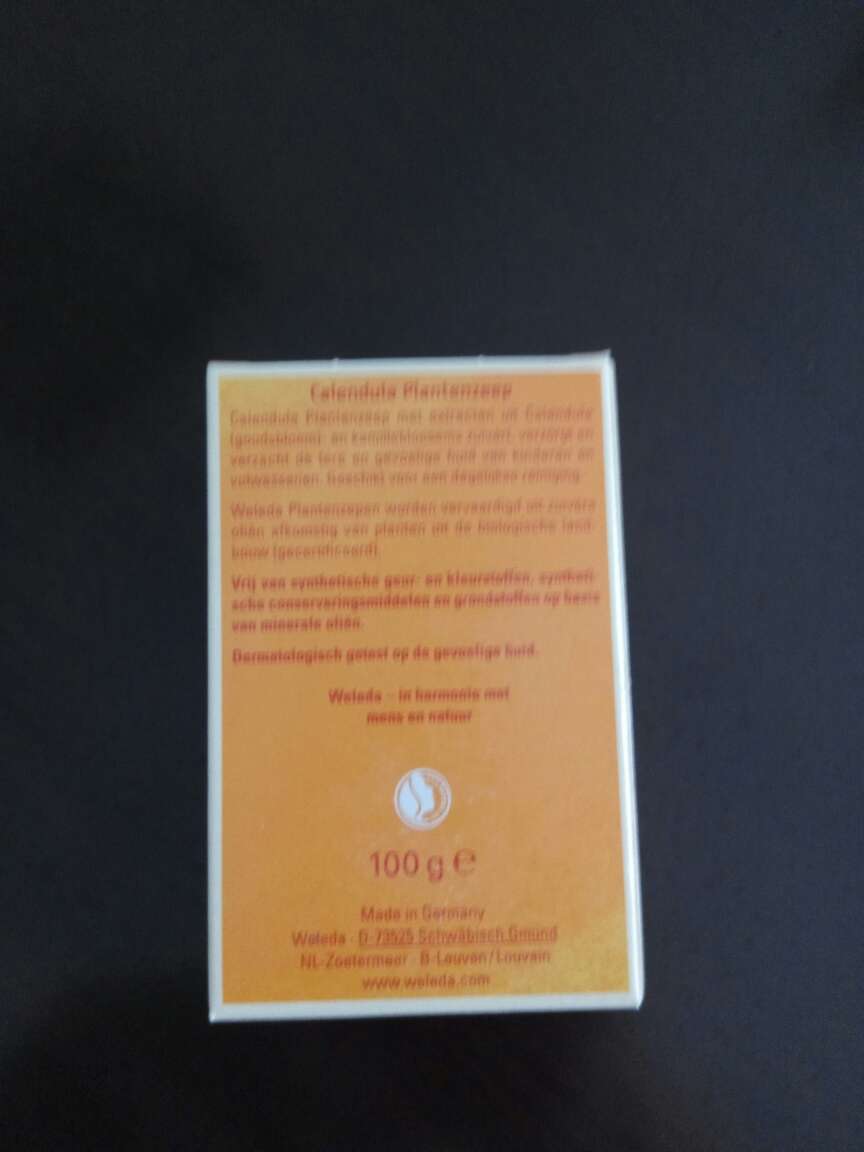 Calendula Plantenzeep
Calendula Plantenzeep met extracten uit Calendula
(goudsbloem)- en kamillebloesems zuivert, verzorgt en
verzacht de tere en gevoelige huid van kinderen en
volwassenen. Geschikt voor een dagelijkse reiniging.
Weleda Plantenzepen worden vervaardigd uit zuivere
oliën afkomstig van planten uit de biologische land-
bouw (gecertificeerd).
Vrij van synthetische geur- en kleurstoffen, syntheti-
sche conserveringsmiddelen en grondstoffen op basis
van minerale oliën.
Dermatologisch getest op de gevoelige huid.
Weleda – in harmonie met
mens en natuur
100 g ℮
Made in Germany
Weleda · D-73525 Schwäbisch Gmünd
NL-Zoetermeer · B-Leuven/Louvain
www.weleda.com